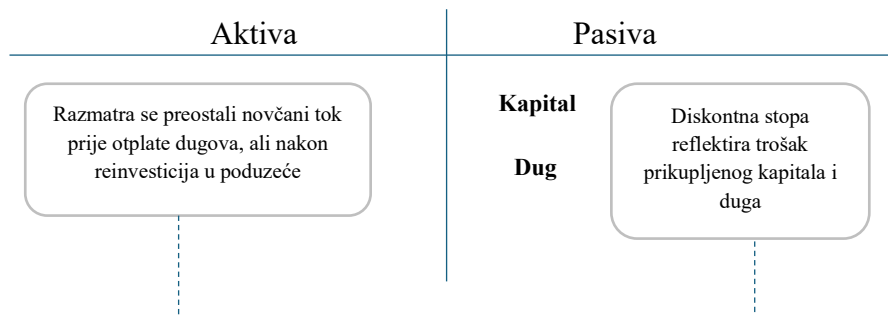 Aktiva
Pasiva
Razmatra se preostali novčani tok
prije otplate dugova, ali nakon
reinvesticija u poduzeće
Kapital
Dug
Diskontna stopa
reflektira trošak
prikupljenog kapitala i
duga